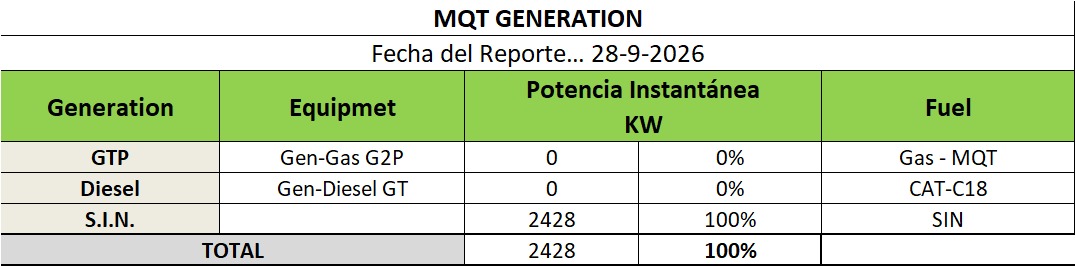 MQT GENERATION
Fecha del Reporte... 28-9-2026
Generation Equipmet Potencia Instantánea KW Fuel
GTP Gen-Gas G2P 0 0% Gas - MQT
Diesel Gen-Diesel GT 0 0% CAT-C18
S.I.N. 2428 100% SIN
TOTAL 2428 100%